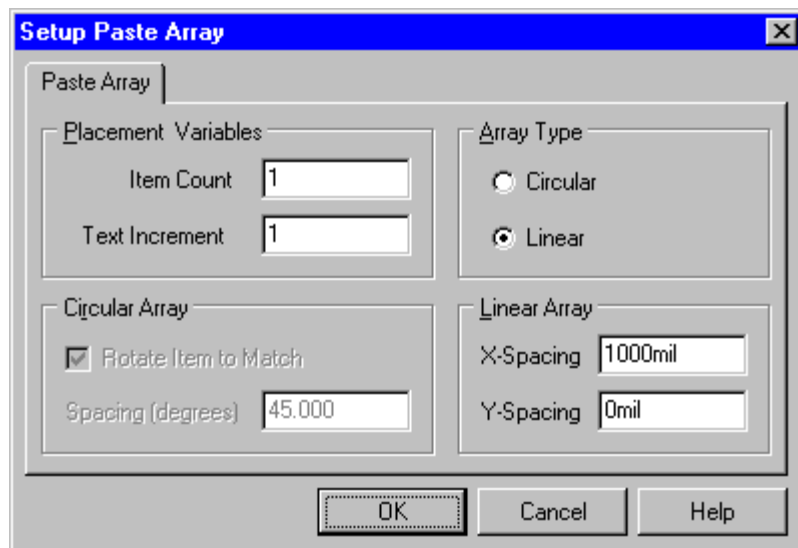 Setup Paste Array
Paste Array
Placement Variables
Item Count 1
Text Increment 1
Array Type
Circular
Linear
Circular Array
Rotate Item to Match
Spacing (degrees) 45.000
Linear Array
X-Spacing 1000mil
Y-Spacing 0mil
OK Cancel Help